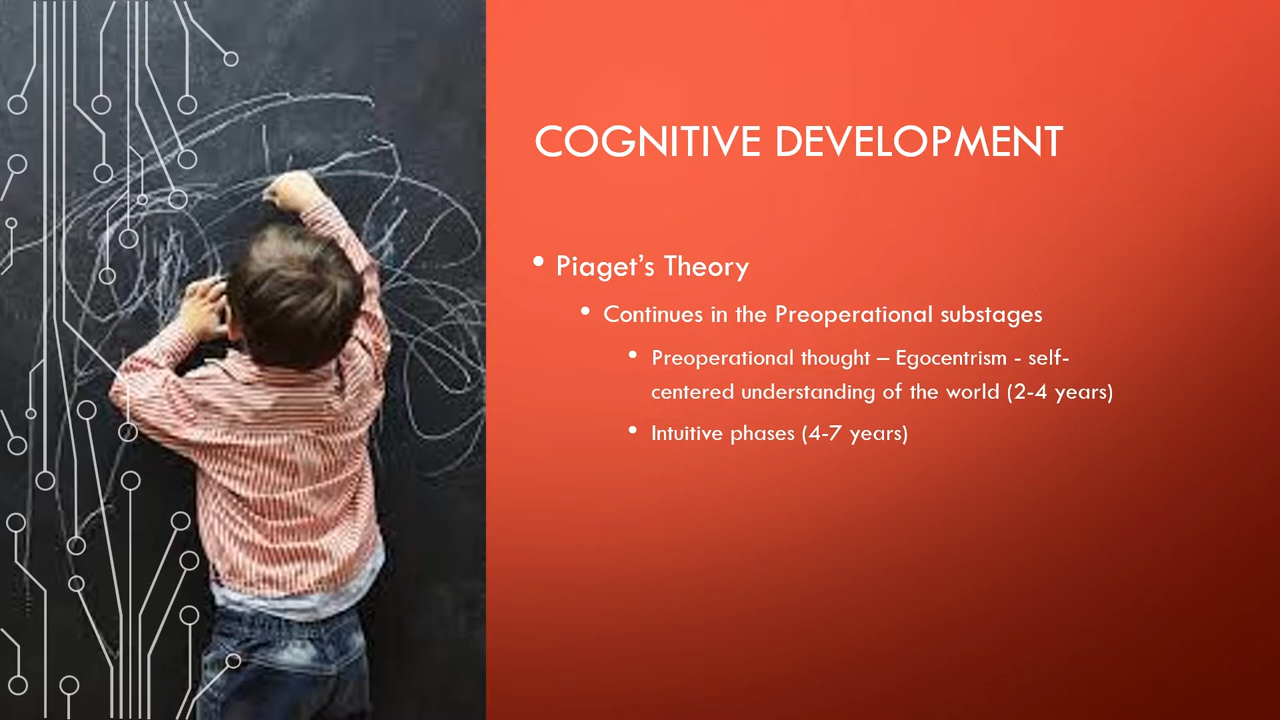 COGNITIVE DEVELOPMENT
• Piaget’s Theory
• Continues in the Preoperational substages
• Preoperational thought – Egocentrism - self-
centered understanding of the world (2-4 years)
• Intuitive phases (4-7 years)